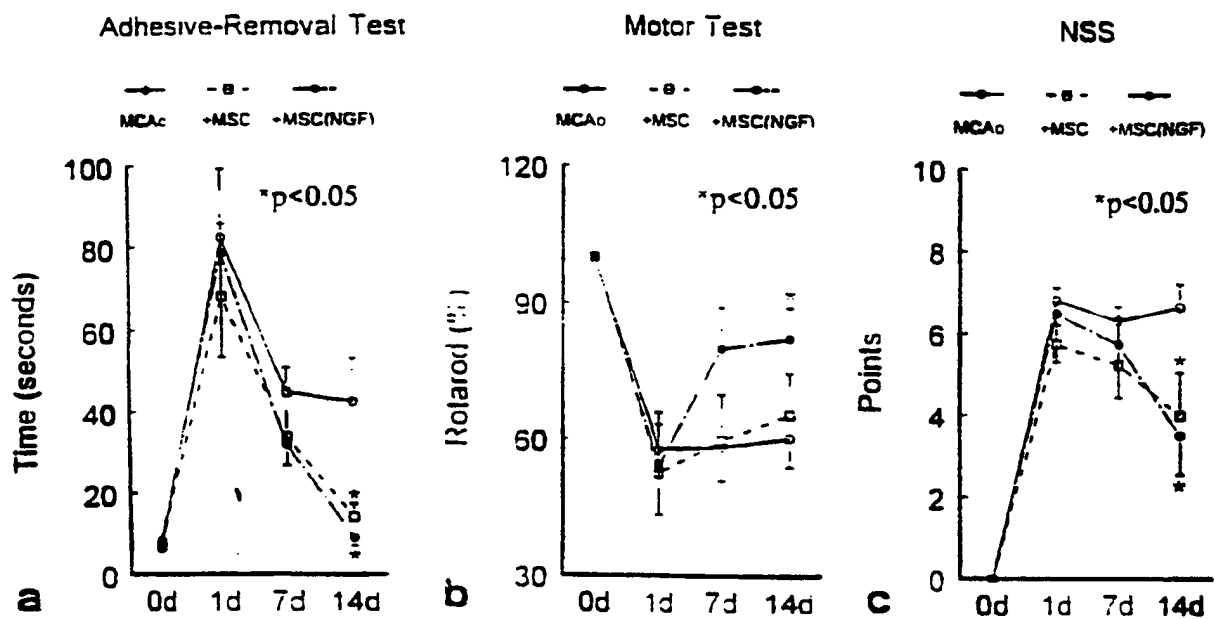 Adhesive-Removal Test
Motor Test
NSS
MCAc +MSC +MSC(NGF)
MCAo +MSC +MSC(NGF)
MCAo +MSC +MSC(NGF)
Time (seconds)
100
80
60
40
20
0
*p<0.05
*
*
a
0d 1d 7d 14d
Rotarod (%)
120
90
60
30
*p<0.05
b
0d 1d 7d 14d
Points
10
8
6
4
2
0
*p<0.05
*
*
c
0d 1d 7d 14d